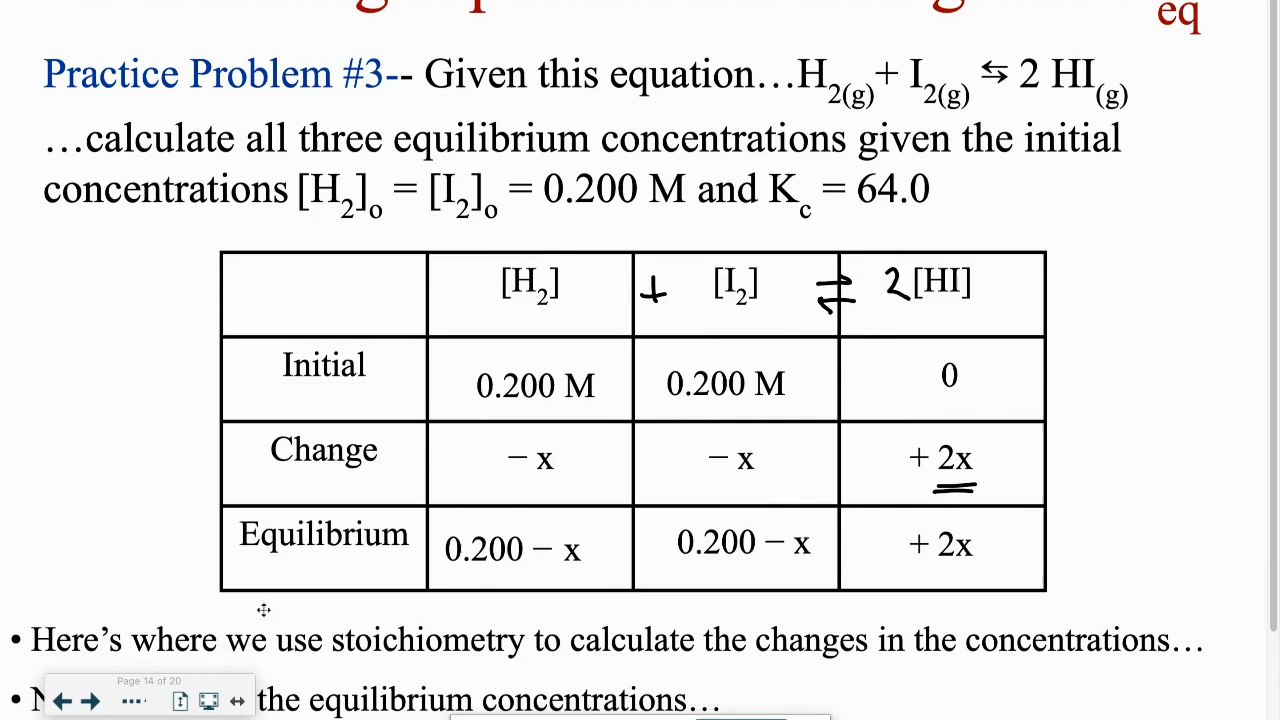 eq
Practice Problem #3-- Given this equation…H2(g)+ I2(g) ⇆ 2 HI(g)
…calculate all three equilibrium concentrations given the initial
concentrations [H2]o = [I2]o = 0.200 M and Kc = 64.0
[H2] + [I2] ⇌ 2[HI]
Initial 0.200 M 0.200 M 0
Change − x − x + 2x
Equilibrium 0.200 − x 0.200 − x + 2x
• Here’s where we use stoichiometry to calculate the changes in the concentrations…
Page 14 of 20
• the equilibrium concentrations…